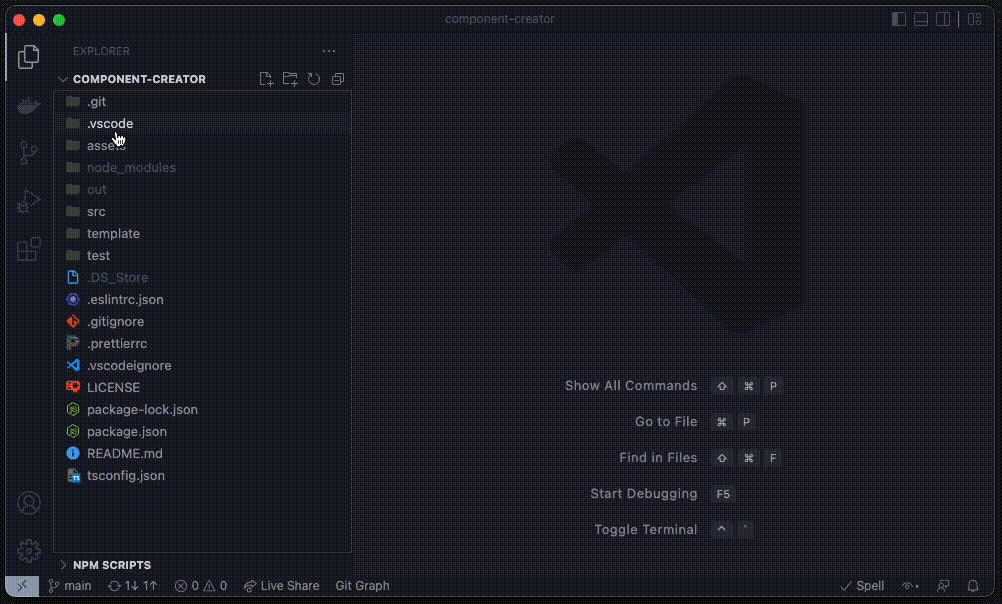 component-creator
EXPLORER
COMPONENT-CREATOR
.git
.vscode
assets
node_modules
out
src
template
test
.DS_Store
.eslintrc.json
.gitignore
.prettierrc
.vscodeignore
LICENSE
package-lock.json
package.json
README.md
tsconfig.json
NPM SCRIPTS
Show All Commands ⇧ ⌘ P
Go to File ⌘ P
Find in Files ⇧ ⌘ F
Start Debugging F5
Toggle Terminal ^ `
main 1↓ 1↑ 0 0 Live Share Git Graph Spell